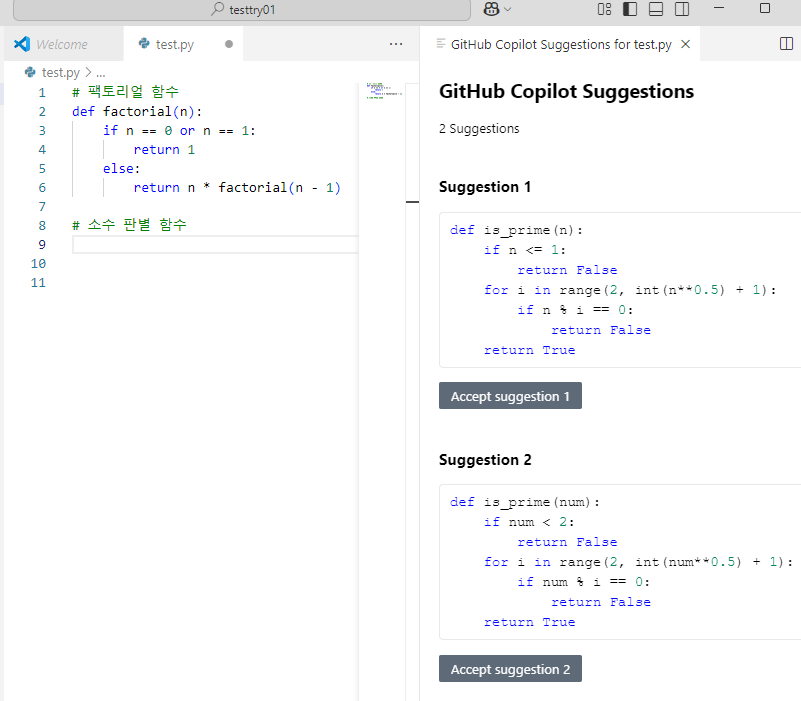 testtry01
Welcome
test.py
...
test.py > ...
1 # 팩토리얼 함수
2 def factorial(n):
3     if n == 0 or n == 1:
4         return 1
5     else:
6         return n * factorial(n - 1)
7
8 # 소수 판별 함수
9
10
11
GitHub Copilot Suggestions for test.py
GitHub Copilot Suggestions
2 Suggestions
Suggestion 1
def is_prime(n):
    if n <= 1:
        return False
    for i in range(2, int(n**0.5) + 1):
        if n % i == 0:
            return False
    return True
Accept suggestion 1
Suggestion 2
def is_prime(num):
    if num < 2:
        return False
    for i in range(2, int(num**0.5) + 1):
        if num % i == 0:
            return False
    return True
Accept suggestion 2